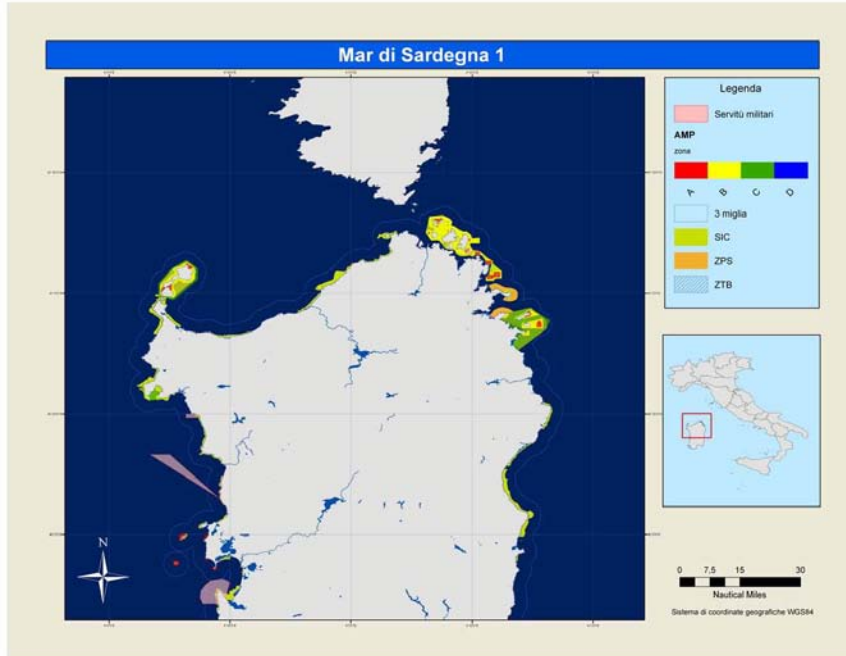 Mar di Sardegna 1
Legenda
Servitù militari
AMP
zona
A B C D
3 miglia
SIC
ZPS
ZTB
N
0 7,5 15 30
Nautical Miles
Sistema di coordinate geografiche WGS84